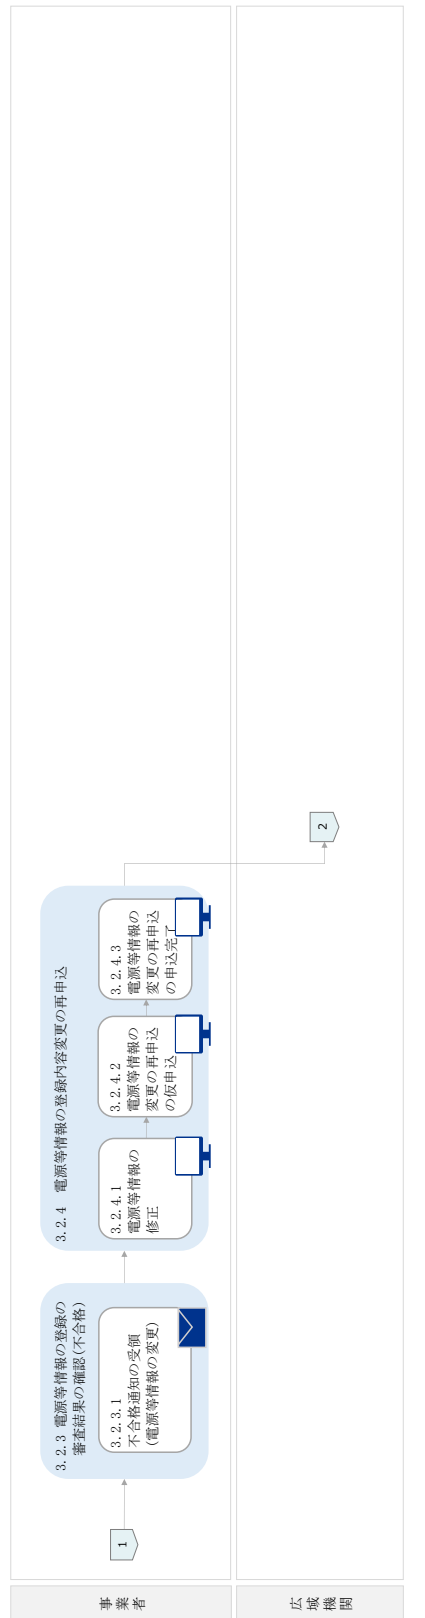 事業者
1
3.2.3 電源等情報の登録の
審査結果の確認(不合格)
3.2.3.1
不合格通知の受領
(電源等情報の変更)
3.2.4 電源等情報の登録内容変更の再申込
3.2.4.1
電源等情報の
修正
3.2.4.2
電源等情報の
変更の再申込
の仮申込
3.2.4.3
電源等情報の
変更の再申込
の申込完了
広域機関
2